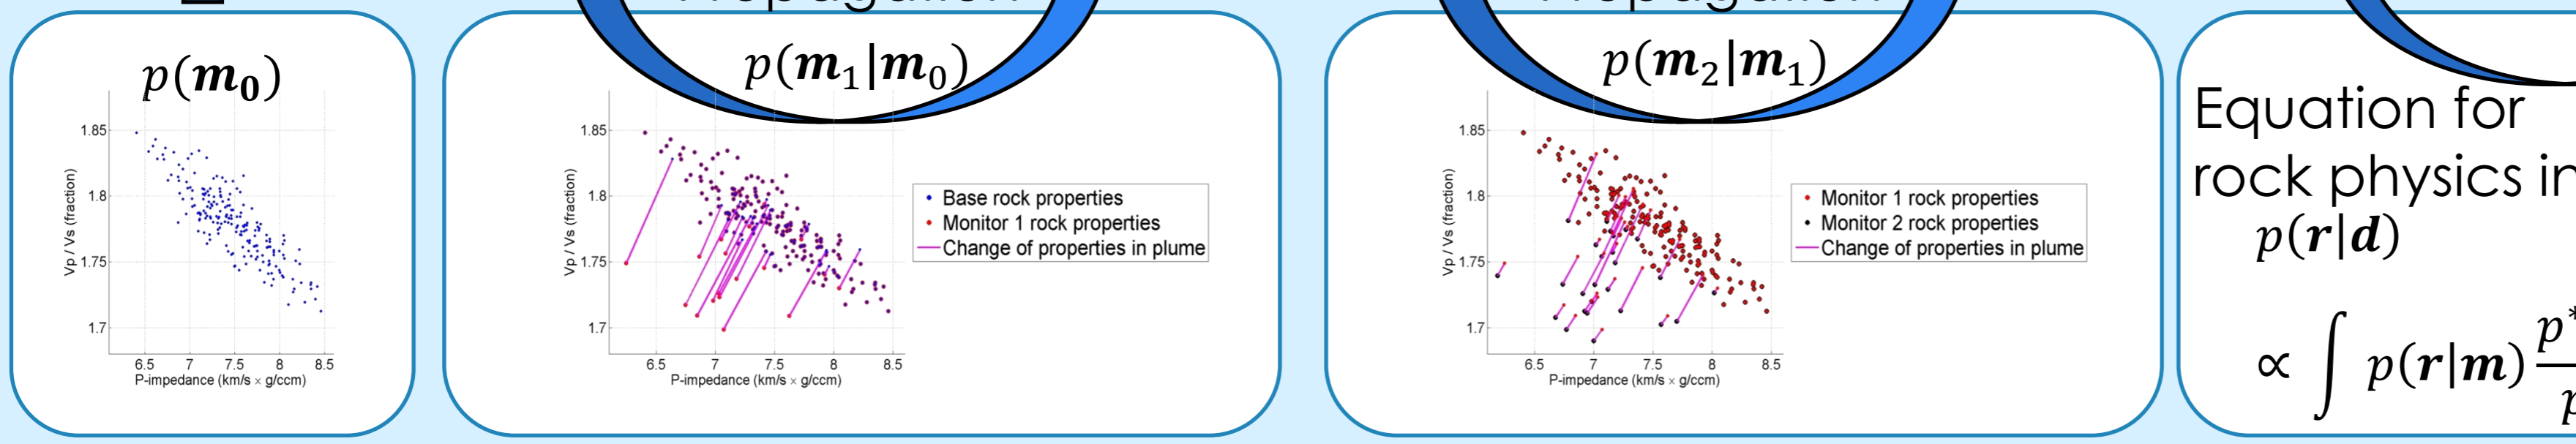 Propagation
Propagation
p(m₀)
1.85
1.8
1.75
1.7
Vp / Vs (fraction)
6.5 7 7.5 8 8.5
P-impedance (km/s × g/ccm)
p(m₁|m₀)
1.85
1.8
1.75
1.7
Vp / Vs (fraction)
6.5 7 7.5 8 8.5
P-impedance (km/s × g/ccm)
Base rock properties
Monitor 1 rock properties
Change of properties in plume
p(m₂|m₁)
1.85
1.8
1.75
1.7
Vp / Vs (fraction)
6.5 7 7.5 8 8.5
P-impedance (km/s × g/ccm)
Monitor 1 rock properties
Monitor 2 rock properties
Change of properties in plume
Equation for
rock physics in
p(r|d)
∝ ∫ p(r|m) p*
p